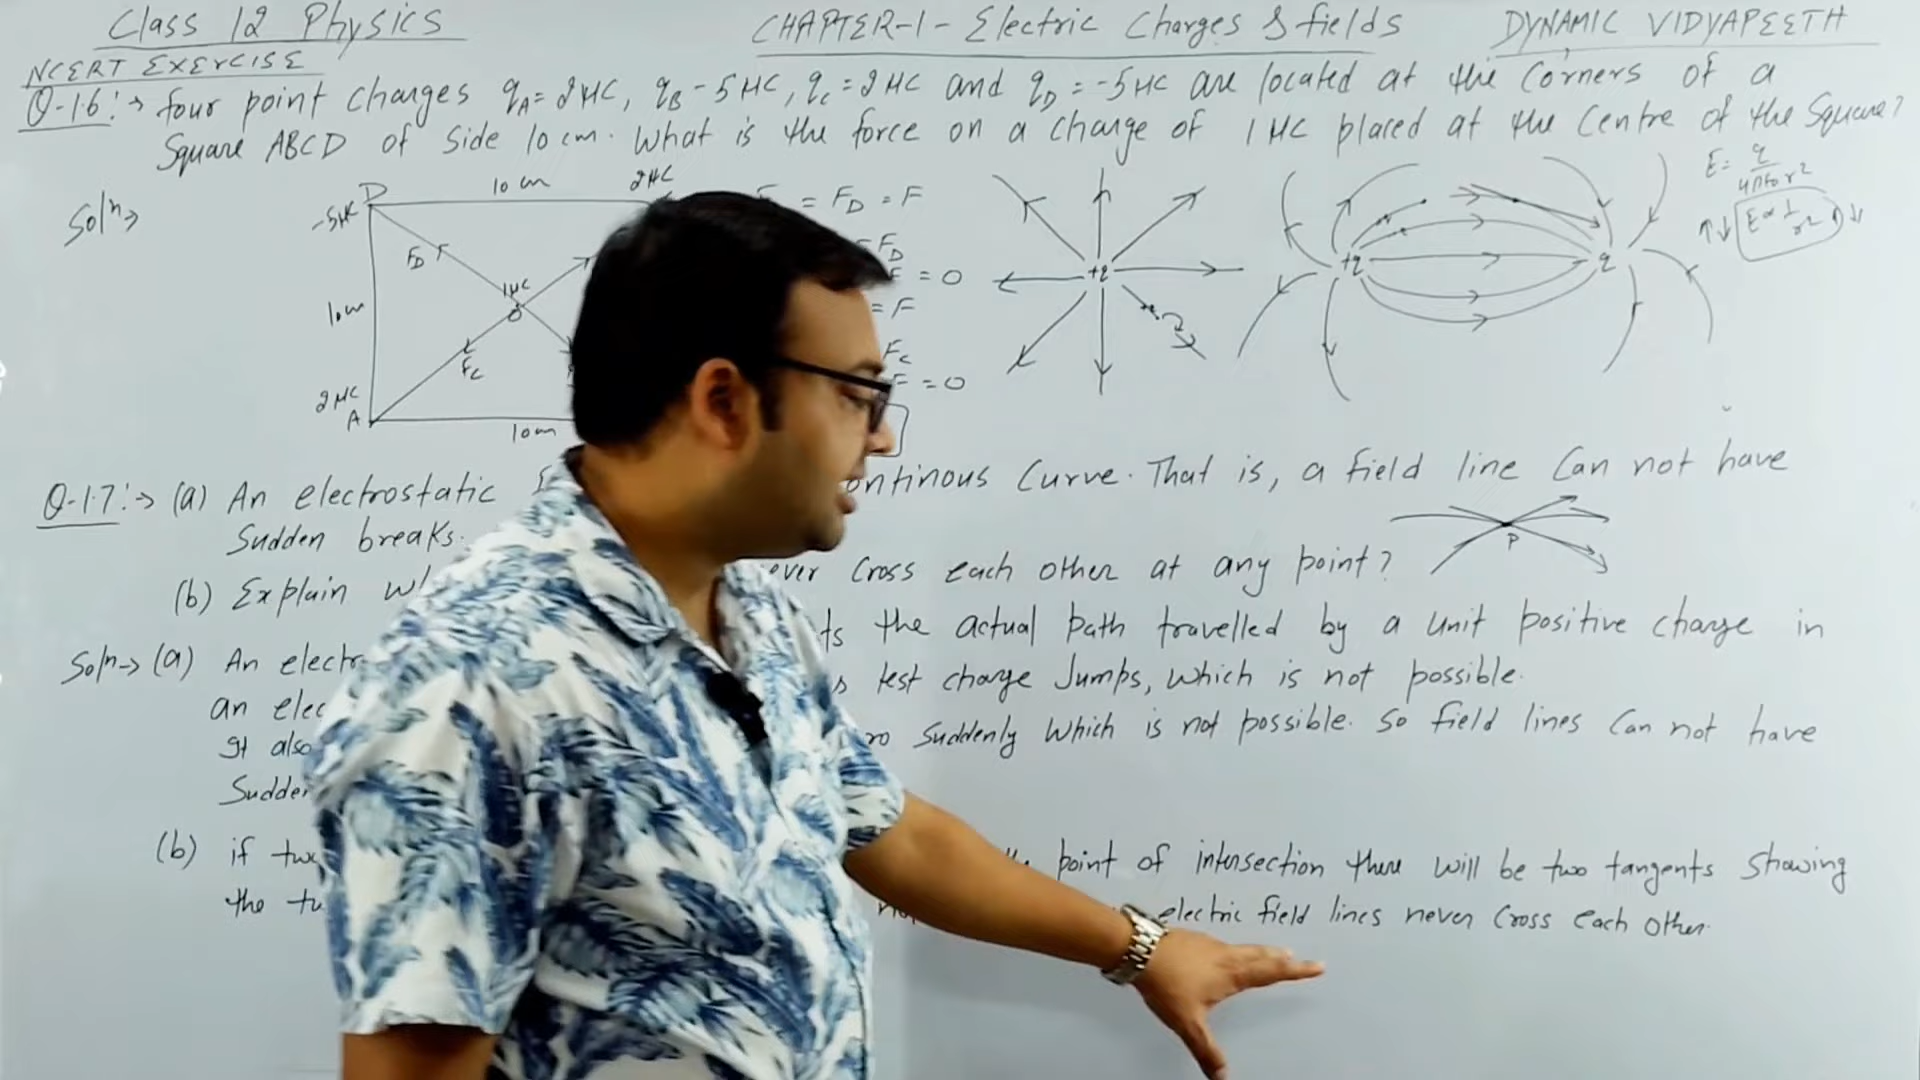 Class 12 Physics
CHAPTER-1 - Electric Charges & fields
DYNAMIC VIDYAPEETH
NCERT EXERCISE
Q-1.6:→ four point charges qA = 2μC, qB - 5μC, qC = 2μC and qD = -5μC are located at the Corners of a
Square ABCD of side 10 cm. What is the force on a charge of 1μC placed at the Centre of the Square?
Solⁿ→
D
10 cm
2μC
-5μC
FD
1μC
O
10cm
FC
2μC
A
10cm
= FD = F
FD
F = 0
= F
FC
F = 0
+q
+q
q
E = q
4π∈0 r²
↑↓ E ∝ 1
r² ↑↓
Q-1.7:→ (a) An electrostatic ontinous Curve. That is, a field line Can not have
Sudden breaks.
P
(b) Explain ever Cross each other at any point?
Solⁿ→ (a) An the actual path travelled by a unit positive charge in
an test charge Jumps, which is not possible.
It also Suddenly which is not possible. So field lines Can not have
(b) if point of intersection there will be two tangents showing
the electric field lines never Cross each other.